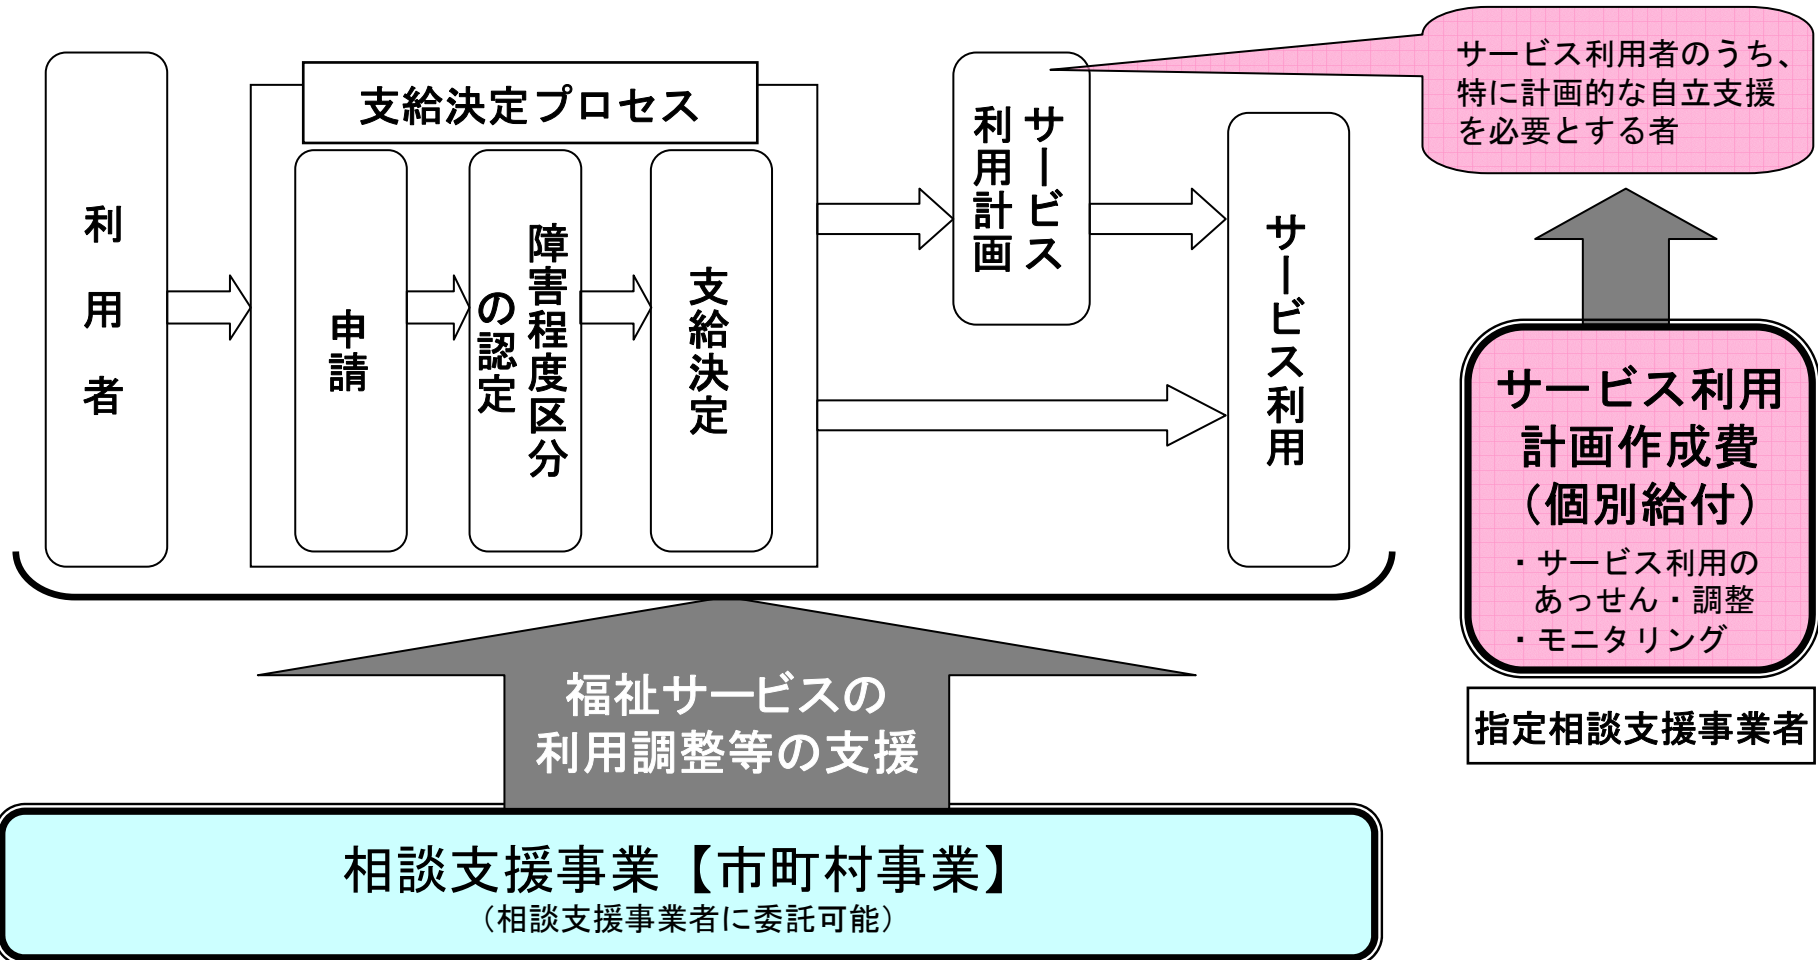 利用者
支給決定プロセス
申請
障害程度区分
の認定
支給決定
サービス
利用計画
サービス利用
サービス利用者のうち、
特に計画的な自立支援
を必要とする者
サービス利用
計画作成費
（個別給付）
・サービス利用の
あっせん・調整
・モニタリング
指定相談支援事業者
福祉サービスの
利用調整等の支援
相談支援事業【市町村事業】
（相談支援事業者に委託可能）